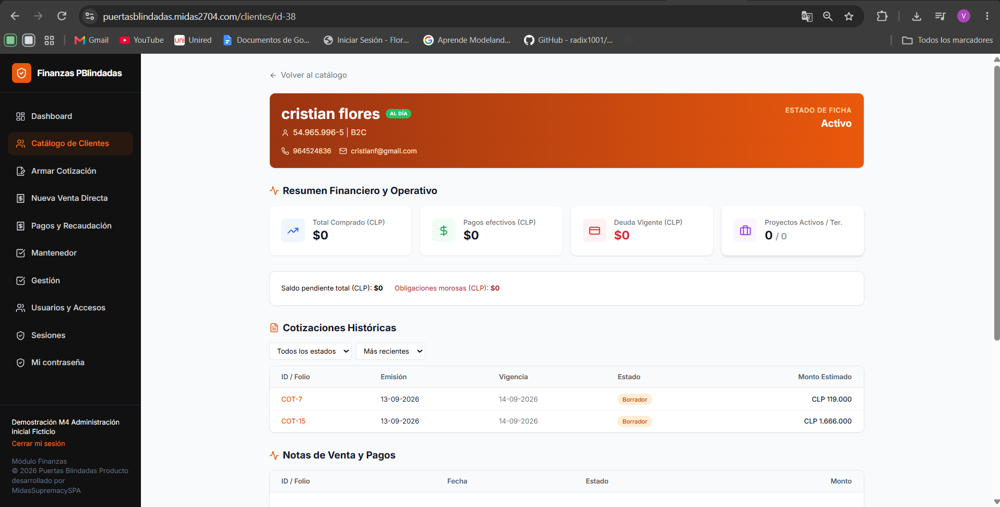 puertasblindadas.midas2704.com/clientes/id-38
V
Gmail
YouTube
uni
Unired
Documentos de Go...
Iniciar Sesión - Flor...
Aprende Modeland...
GitHub - radix1001/...
Todos los marcadores
Finanzas PBlindadas
Dashboard
Catálogo de Clientes
Armar Cotización
Nueva Venta Directa
Pagos y Recaudación
Mantenedor
Gestión
Usuarios y Accesos
Sesiones
Mi contraseña
Demostración M4 Administración
inicial Ficticio
Cerrar mi sesión
Módulo Finanzas
© 2026 Puertas Blindadas Producto
desarrollado por
MidasSupremacySPA
← Volver al catálogo
cristian flores AL DÍA
54.965.996-5 | B2C
964524836 cristianf@gmail.com
ESTADO DE FICHA
Activo
Resumen Financiero y Operativo
Total Comprado (CLP)
$0
Pagos efectivos (CLP)
$0
Deuda Vigente (CLP)
$0
Proyectos Activos / Ter.
0 / 0
Saldo pendiente total (CLP): $0 Obligaciones morosas (CLP): $0
Cotizaciones Históricas
Todos los estados Más recientes
ID / Folio Emisión Vigencia Estado Monto Estimado
COT-7 13-09-2026 14-09-2026 Borrador CLP 119.000
COT-15 13-09-2026 14-09-2026 Borrador CLP 1.666.000
Notas de Venta y Pagos
ID / Folio Fecha Estado Monto